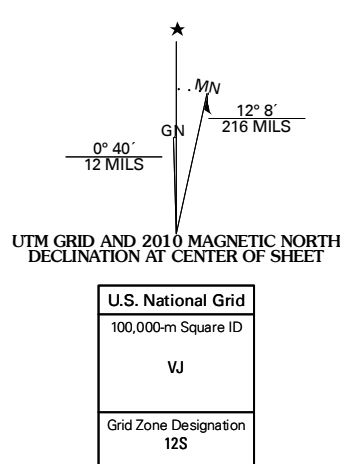 ★
MN
GN
12° 8´
216 MILS
0° 40´
12 MILS
UTM GRID AND 2010 MAGNETIC NORTH
DECLINATION AT CENTER OF SHEET
U.S. National Grid
100,000-m Square ID
VJ
Grid Zone Designation
12S